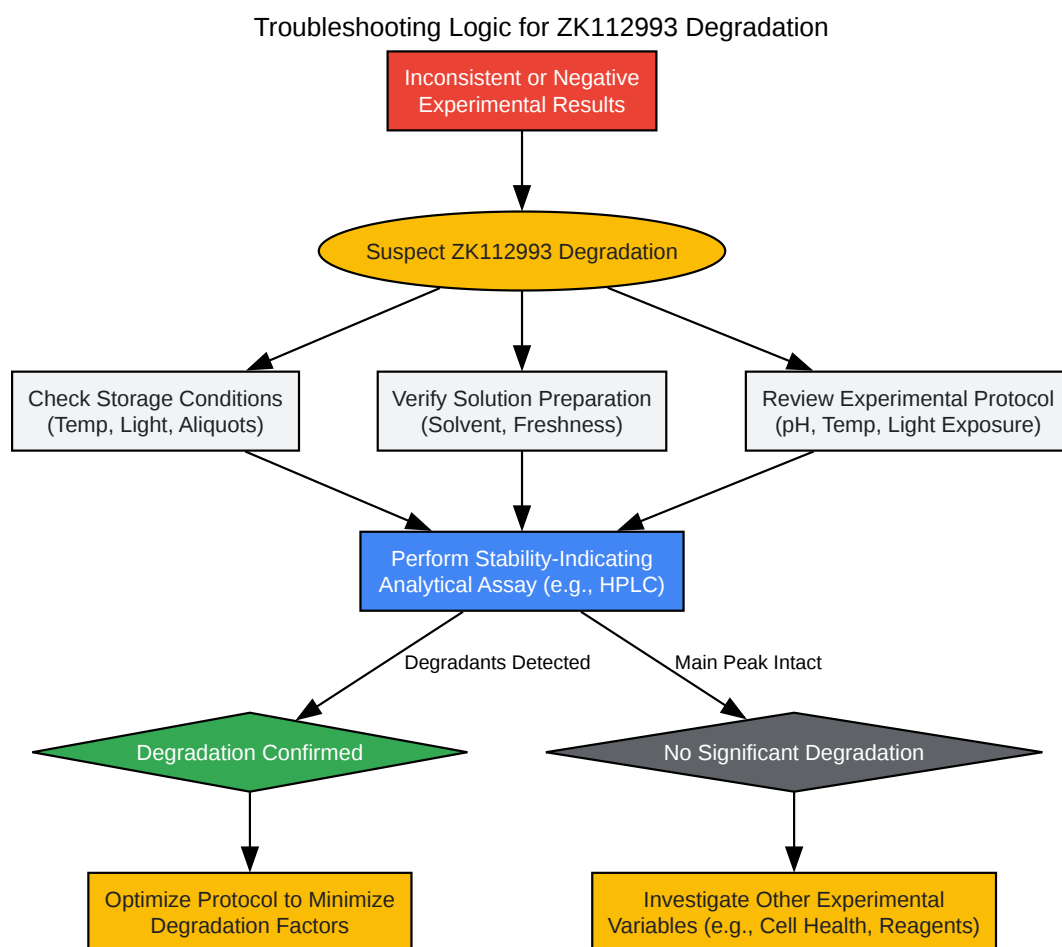 Troubleshooting Logic for ZK112993 Degradation
Inconsistent or Negative
Experimental Results
Suspect ZK112993 Degradation
Check Storage Conditions
(Temp, Light, Aliquots)
Verify Solution Preparation
(Solvent, Freshness)
Review Experimental Protocol
(pH, Temp, Light Exposure)
Perform Stability-Indicating
Analytical Assay (e.g., HPLC)
Degradants Detected
Main Peak Intact
Degradation Confirmed
No Significant Degradation
Optimize Protocol to Minimize
Degradation Factors
Investigate Other Experimental
Variables (e.g., Cell Health, Reagents)